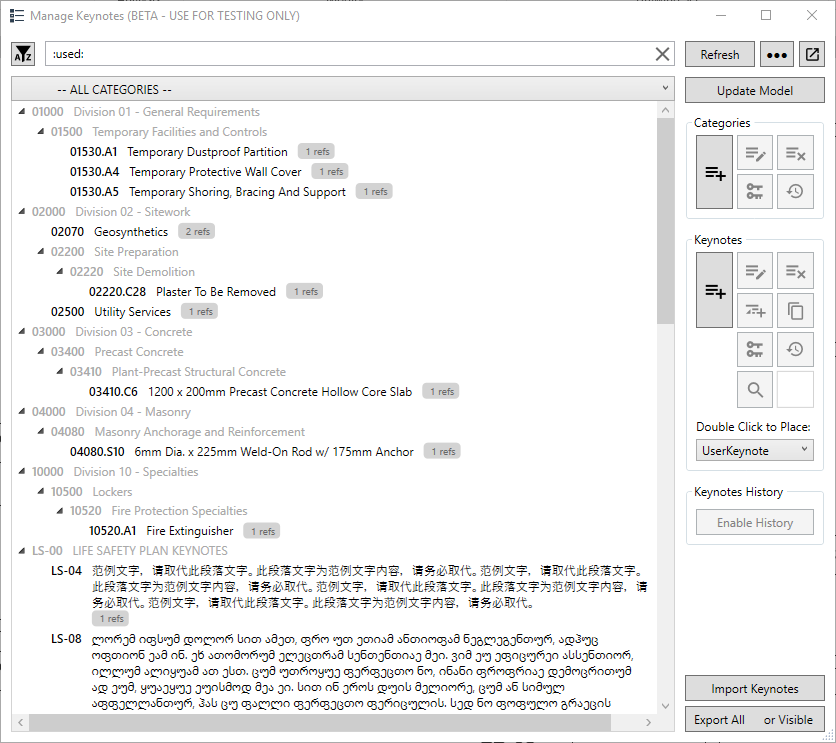 Manage Keynotes (BETA - USE FOR TESTING ONLY)
:used:
Refresh
-- ALL CATEGORIES --
Update Model
01000 Division 01 - General Requirements
01500 Temporary Facilities and Controls
01530.A1 Temporary Dustproof Partition 1 refs
01530.A4 Temporary Protective Wall Cover 1 refs
01530.A5 Temporary Shoring, Bracing And Support 1 refs
02000 Division 02 - Sitework
02070 Geosynthetics 2 refs
02200 Site Preparation
02220 Site Demolition
02220.C28 Plaster To Be Removed 1 refs
02500 Utility Services 1 refs
03000 Division 03 - Concrete
03400 Precast Concrete
03410 Plant-Precast Structural Concrete
03410.C6 1200 x 200mm Precast Concrete Hollow Core Slab 1 refs
04000 Division 04 - Masonry
04080 Masonry Anchorage and Reinforcement
04080.S10 6mm Dia. x 225mm Weld-On Rod w/ 175mm Anchor 1 refs
10000 Division 10 - Specialties
10500 Lockers
10520 Fire Protection Specialties
10520.A1 Fire Extinguisher 1 refs
LS-00 LIFE SAFETY PLAN KEYNOTES
LS-04 范例文字，请取代此段落文字。此段落文字为范例文字内容，请务必取代。范例文字，请取代此段落文字。
此段落文字为范例文字内容，请务必取代。范例文字，请取代此段落文字。此段落文字为范例文字内容，请
务必取代。范例文字，请取代此段落文字。此段落文字为范例文字内容，请务必取代。
1 refs
LS-08 ლორემ იფსუმ დოლორ სით ამეთ, ფრო უთ ეთიამ ანთიოფამ ნეგლეგენთურ, ადჰუც
ოფთიონ ეამ ინ. ეხ ათომორუმ ელეცთრამ სენთენთიაე მეი. ვიმ ეუ ეფიცურეი ასსენთიორ,
ილლუმ ალიყუამ ათ ესთ. ცუმ უთროყუე ფერფეცთო ნო, ინანი ფროფრიაე დემოცრითუმ
ად ეუმ, ყუაეყუე ეუისმოდ მეა ეი. სით ინ ეროს დუის მელიორე, ცუმ ან სიმულ
აფფელლანთურ, ჰას ცუ ფალლი ფერფეცთო ფერიცულის. სედ ნო ფოფულო გრაეცის
Categories
Keynotes
Double Click to Place:
UserKeynote
Keynotes History
Enable History
Import Keynotes
Export All or Visible